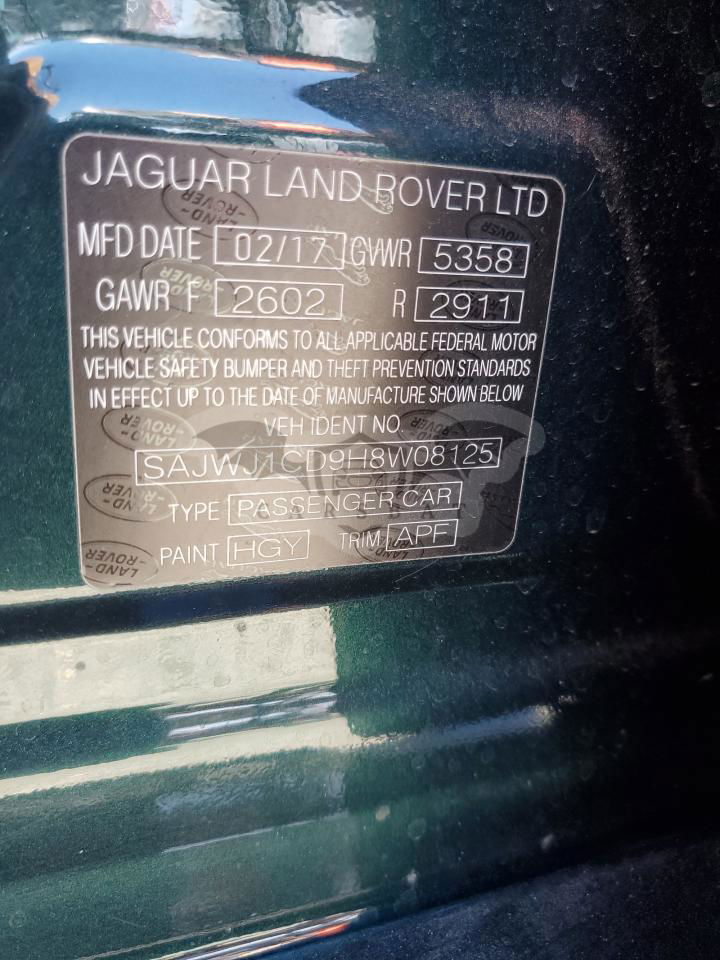 JAGUAR LAND ROVER LTD
MFD DATE 02/17 GVWR 5358
GAWR F 2602 R 2911
THIS VEHICLE CONFORMS TO ALL APPLICABLE FEDERAL MOTOR
VEHICLE SAFETY BUMPER AND THEFT PREVENTION STANDARDS
IN EFFECT UP TO THE DATE OF MANUFACTURE SHOWN BELOW
VEH IDENT NO.
SAJWJ1CD9H8W08125
TYPE PASSENGER CAR
PAINT HGY TRIM APF
LAND-
ROVER